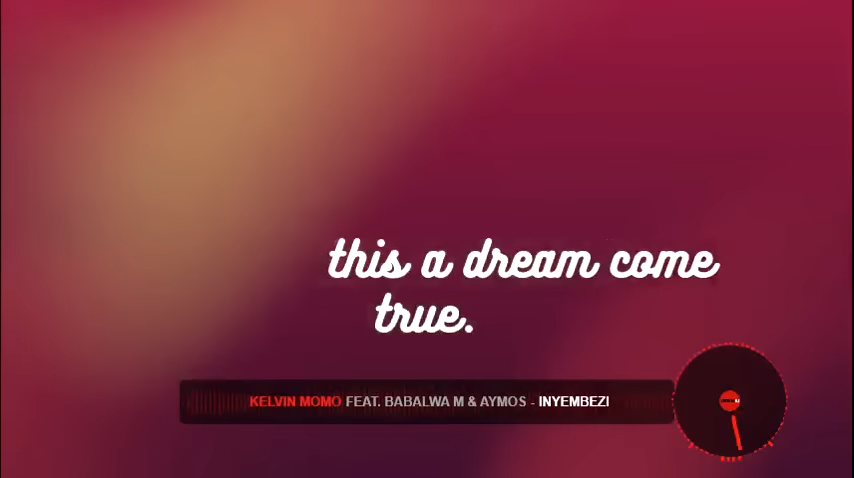 this a dream come
true.
KELVIN MOMO FEAT. BABALWA M & AYMOS - INYEMBEZI